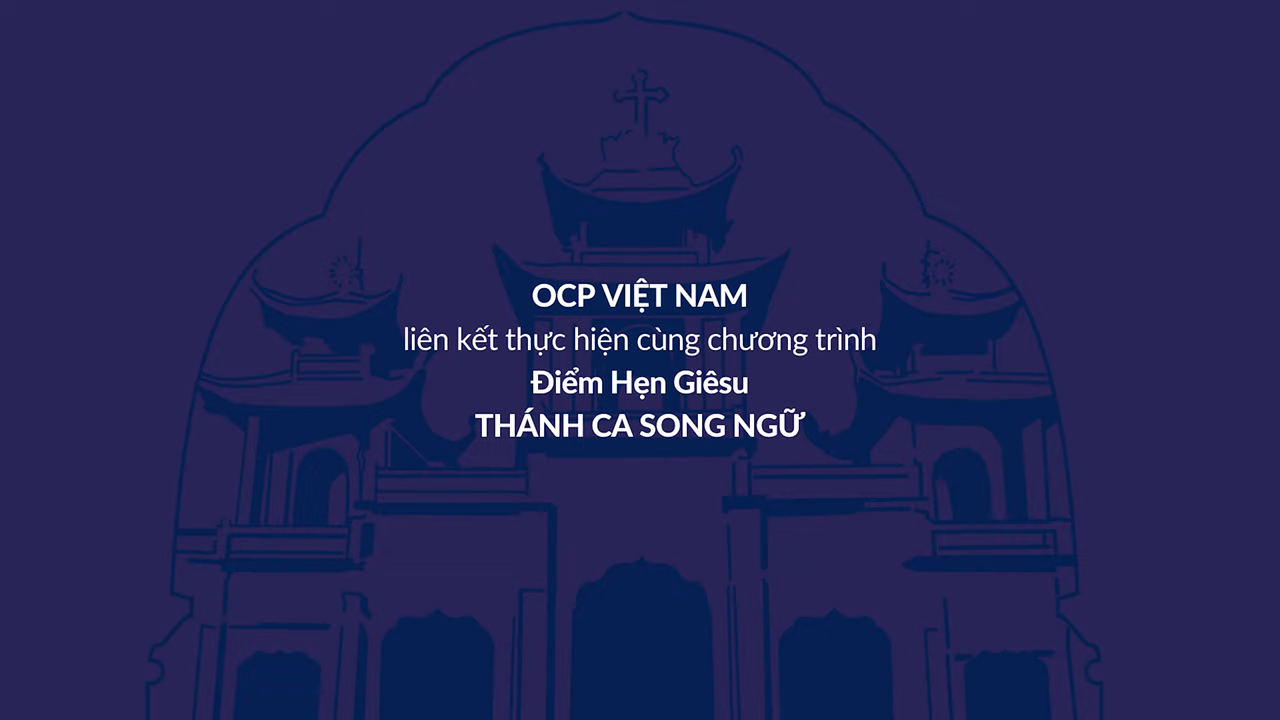 OCP VIỆT NAM
liên kết thực hiện cùng chương trình
Điểm Hẹn Giêsu
THÁNH CA SONG NGỮ